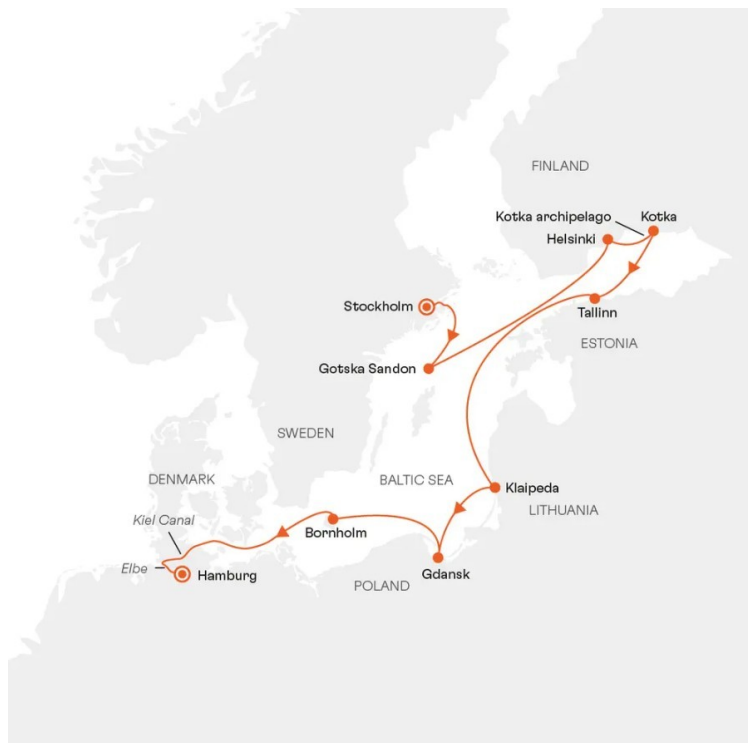 FINLAND
Kotka archipelago
Kotka
Helsinki
Stockholm
Tallinn
ESTONIA
Gotska Sandon
SWEDEN
DENMARK
BALTIC SEA
Klaipeda
LITHUANIA
Kiel Canal
Bornholm
Elbe
Hamburg
Gdansk
POLAND